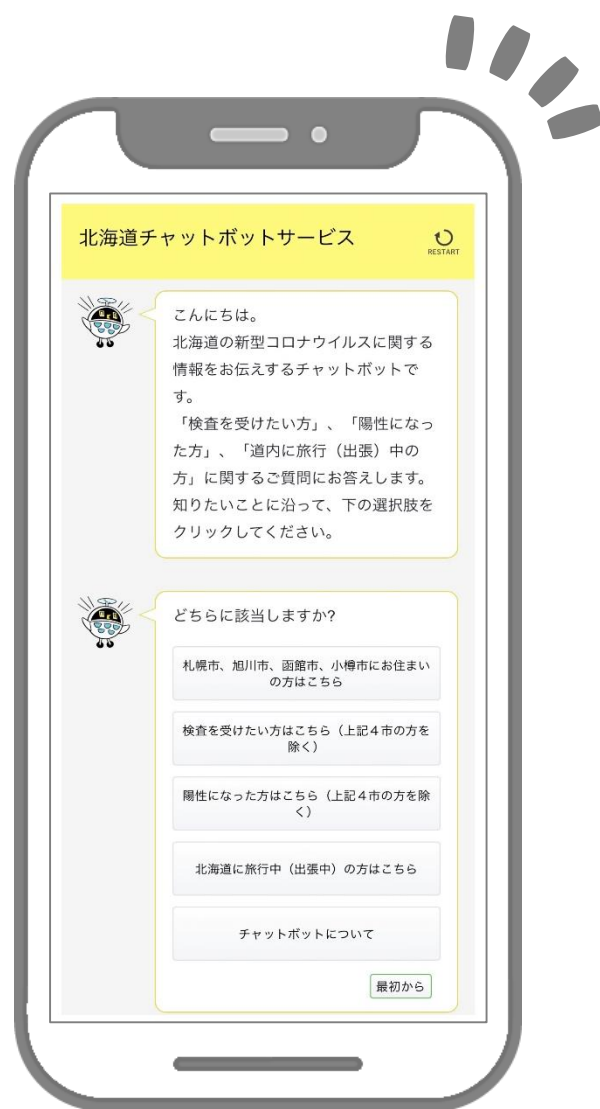 北海道チャットボットサービス
RESTART
こんにちは。
北海道の新型コロナウイルスに関する
情報をお伝えするチャットボットで
す。
「検査を受けたい方」、「陽性になっ
た方」、「道内に旅行（出張）中の
方」に関するご質問にお答えします。
知りたいことに沿って、下の選択肢を
クリックしてください。
どちらに該当しますか?
札幌市、旭川市、函館市、小樽市にお住まい
の方はこちら
検査を受けたい方はこちら（上記４市の方を
除く）
陽性になった方はこちら（上記４市の方を除
く）
北海道に旅行中（出張中）の方はこちら
チャットボットについて
最初から